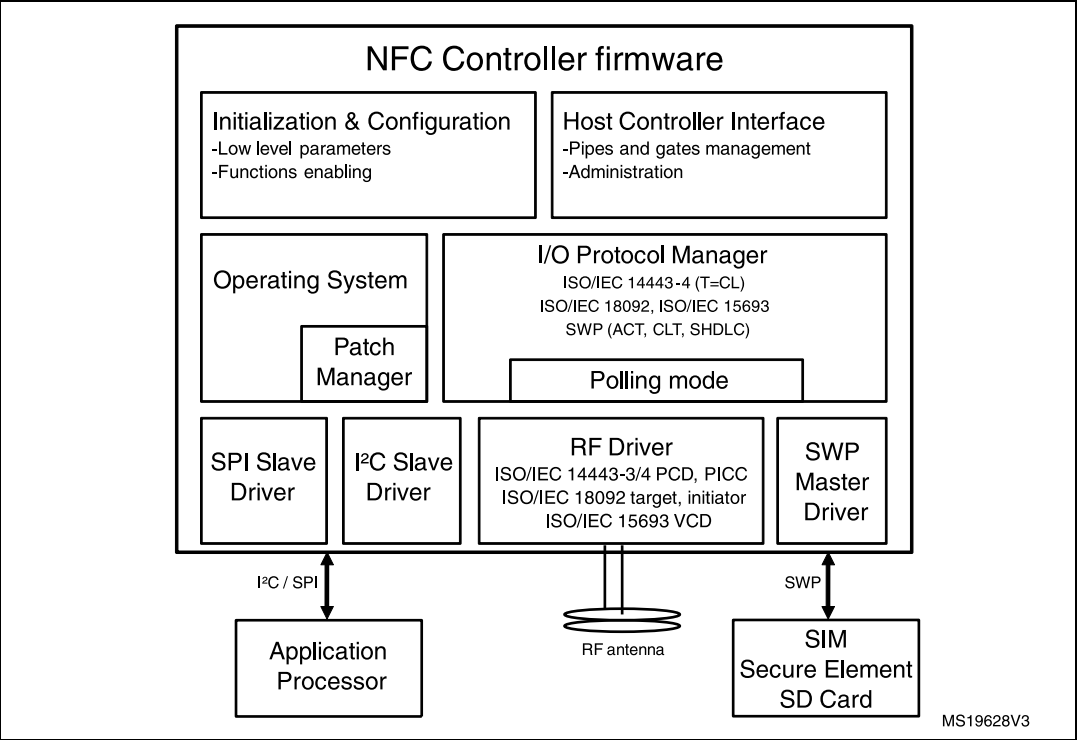 NFC Controller firmware
Initialization & Configuration
-Low level parameters
-Functions enabling
Host Controller Interface
-Pipes and gates management
-Administration
Operating System
Patch
Manager
I/O Protocol Manager
ISO/IEC 14443-4 (T=CL)
ISO/IEC 18092, ISO/IEC 15693
SWP (ACT, CLT, SHDLC)
Polling mode
SPI Slave
Driver
I²C Slave
Driver
RF Driver
ISO/IEC 14443-3/4 PCD, PICC
ISO/IEC 18092 target, initiator
ISO/IEC 15693 VCD
SWP
Master
Driver
I²C / SPI
SWP
Application
Processor
RF antenna
SIM
Secure Element
SD Card
MS19628V3